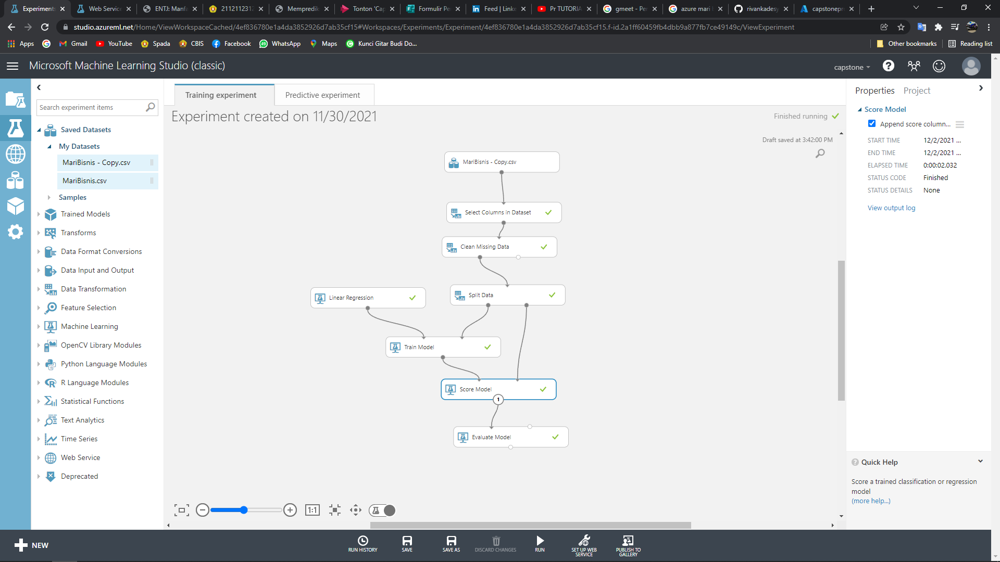 Experiments
Web Service
ENTJ: Manfa
2112112312
Mempredik
Tonton 'Cap
Formulir Pe
Feed | Linke
Pr TUTORIA
gmeet - Per
azure mari b
rivankadesy
capstonepr
studio.azureml.net/Home/ViewWorkspaceCached/4ef836780e1a4da3852926d7ab35cf15#Workspaces/Experiments/Experiment/4ef836780e1a4da3852926d7ab35cf15.f-id.2a1ff60459fb4dbb9a877fb7ce49149c/ViewExperiment
Apps Gmail YouTube Spada CBIS Facebook WhatsApp Maps Kunci Gitar Budi Do... Other bookmarks Reading list
Microsoft Machine Learning Studio (classic)
capstone
Search experiment items
Saved Datasets
My Datasets
MariBisnis - Copy.csv
MariBisnis.csv
Samples
Trained Models
Transforms
Data Format Conversions
Data Input and Output
Data Transformation
Feature Selection
Machine Learning
OpenCV Library Modules
Python Language Modules
R Language Modules
Statistical Functions
Text Analytics
Time Series
Web Service
Deprecated
Training experiment
Predictive experiment
Experiment created on 11/30/2021
Finished running
Draft saved at 3:42:00 PM
MariBisnis - Copy.csv
Select Columns in Dataset
Clean Missing Data
Linear Regression
Split Data
Train Model
Score Model
1
Evaluate Model
1:1
Properties Project
Score Model
Append score column...
START TIME 12/2/2021 ...
END TIME 12/2/2021 ...
ELAPSED TIME 0:00:02.032
STATUS CODE Finished
STATUS DETAILS None
View output log
Quick Help
Score a trained classification or regression
model
(more help...)
NEW
RUN HISTORY
SAVE
SAVE AS
DISCARD CHANGES
RUN
SET UP WEB
SERVICE
PUBLISH TO
GALLERY